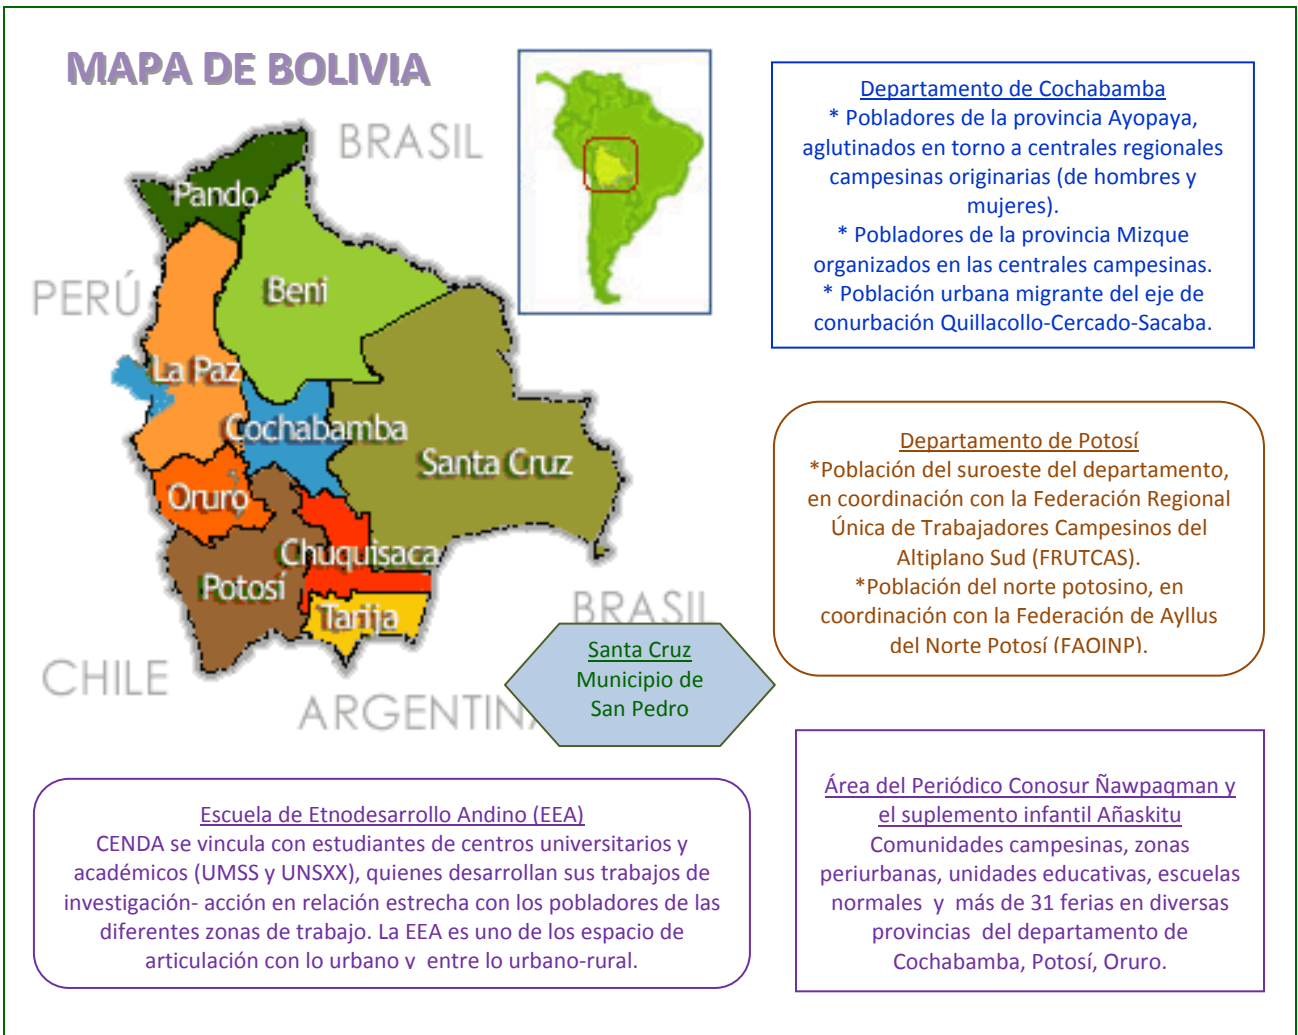 MAPA DE BOLIVIA
BRASIL
Pando
PERÚ
Beni
La Paz
Cochabamba
Santa Cruz
Oruro
Chuquisaca
Potosí
Tarija
BRASIL
CHILE
ARGENTINA
Santa Cruz
Municipio de
San Pedro
Departamento de Cochabamba
* Pobladores de la provincia Ayopaya,
aglutinados en torno a centrales regionales
campesinas originarias (de hombres y
mujeres).
* Pobladores de la provincia Mizque
organizados en las centrales campesinas.
* Población urbana migrante del eje de
conurbación Quillacollo-Cercado-Sacaba.
Departamento de Potosí
*Población del suroeste del departamento,
en coordinación con la Federación Regional
Única de Trabajadores Campesinos del
Altiplano Sud (FRUTCAS).
*Población del norte potosino, en
coordinación con la Federación de Ayllus
del Norte Potosí (FAOINP).
Escuela de Etnodesarrollo Andino (EEA)
CENDA se vincula con estudiantes de centros universitarios y
académicos (UMSS y UNSXX), quienes desarrollan sus trabajos de
investigación- acción en relación estrecha con los pobladores de las
diferentes zonas de trabajo. La EEA es uno de los espacio de
articulación con lo urbano y entre lo urbano-rural.
Área del Periódico Conosur Ñawpaqman y
el suplemento infantil Añaskitu
Comunidades campesinas, zonas
periurbanas, unidades educativas, escuelas
normales y más de 31 ferias en diversas
provincias del departamento de
Cochabamba, Potosí, Oruro.